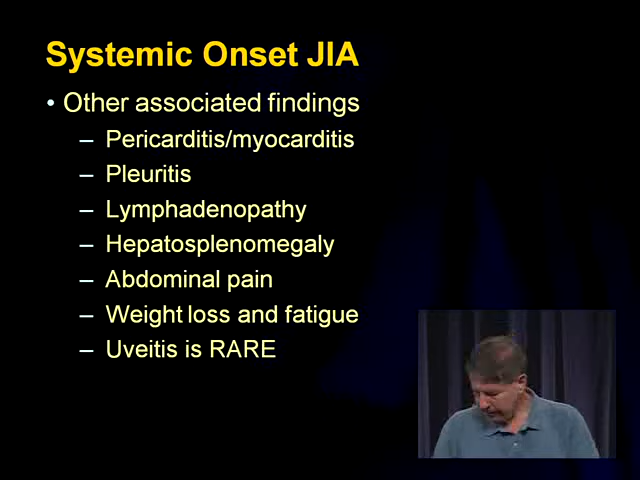 Systemic Onset JIA
• Other associated findings
– Pericarditis/myocarditis
– Pleuritis
– Lymphadenopathy
– Hepatosplenomegaly
– Abdominal pain
– Weight loss and fatigue
– Uveitis is RARE